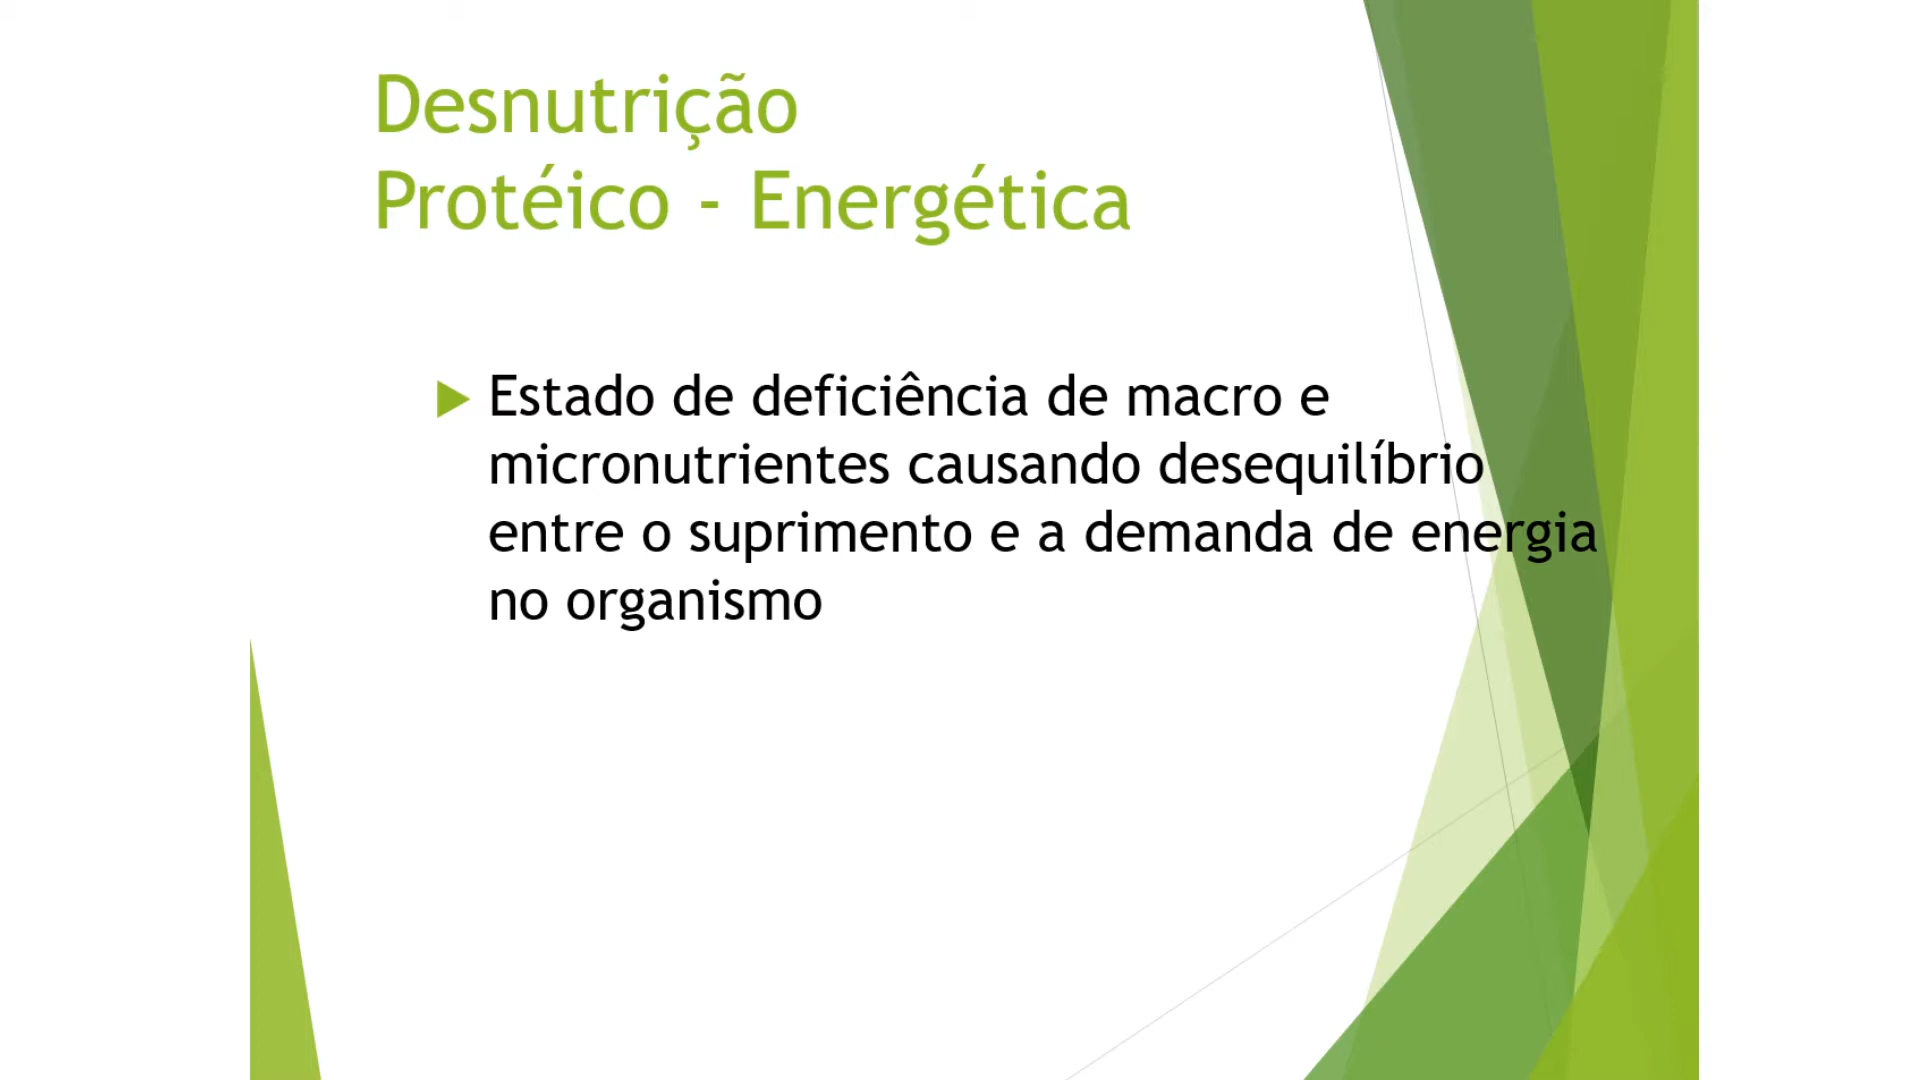 Desnutrição
Protéico - Energética
Estado de deficiência de macro e
micronutrientes causando desequilíbrio
entre o suprimento e a demanda de energia
no organismo